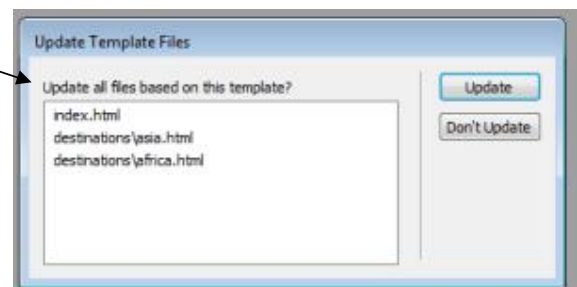 Update Template Files
Update all files based on this template?
Update
index.html
Don't Update
destinations\asia.html
destinations\africa.html